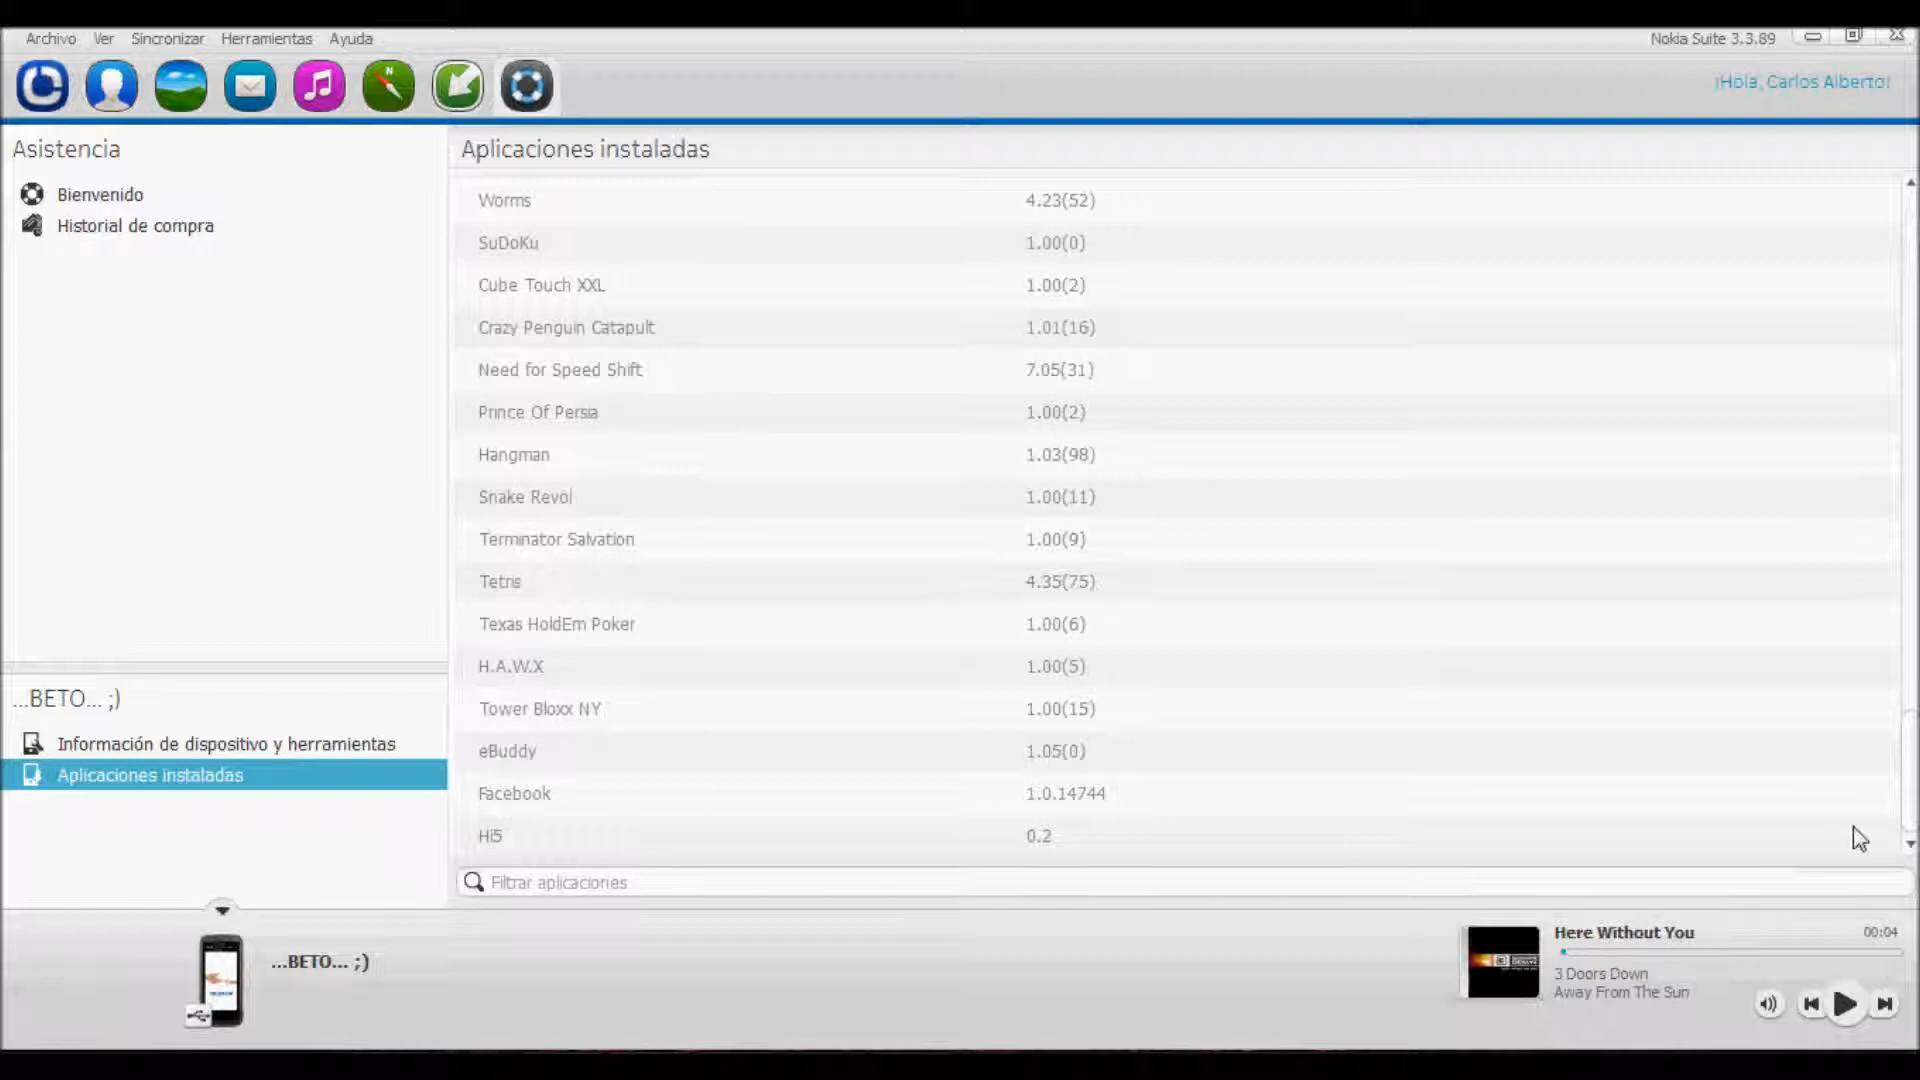 Archivo Ver Sincronizar Herramientas Ayuda
Nokia Suite 3.3.89
¡Hola, Carlos Alberto!
Asistencia
Bienvenido
Historial de compra
...BETO... ;)
Información de dispositivo y herramientas
Aplicaciones instaladas
Aplicaciones instaladas
Worms 4.23(52)
SuDoKu 1.00(0)
Cube Touch XXL 1.00(2)
Crazy Penguin Catapult 1.01(16)
Need for Speed Shift 7.05(31)
Prince Of Persia 1.00(2)
Hangman 1.03(98)
Snake Revol 1.00(11)
Terminator Salvation 1.00(9)
Tetris 4.35(75)
Texas HoldEm Poker 1.00(6)
H.A.W.X 1.00(5)
Tower Bloxx NY 1.00(15)
eBuddy 1.05(0)
Facebook 1.0.14744
Hi5 0.2
Filtrar aplicaciones
...BETO... ;)
Here Without You 00:04
3 Doors Down
Away From The Sun